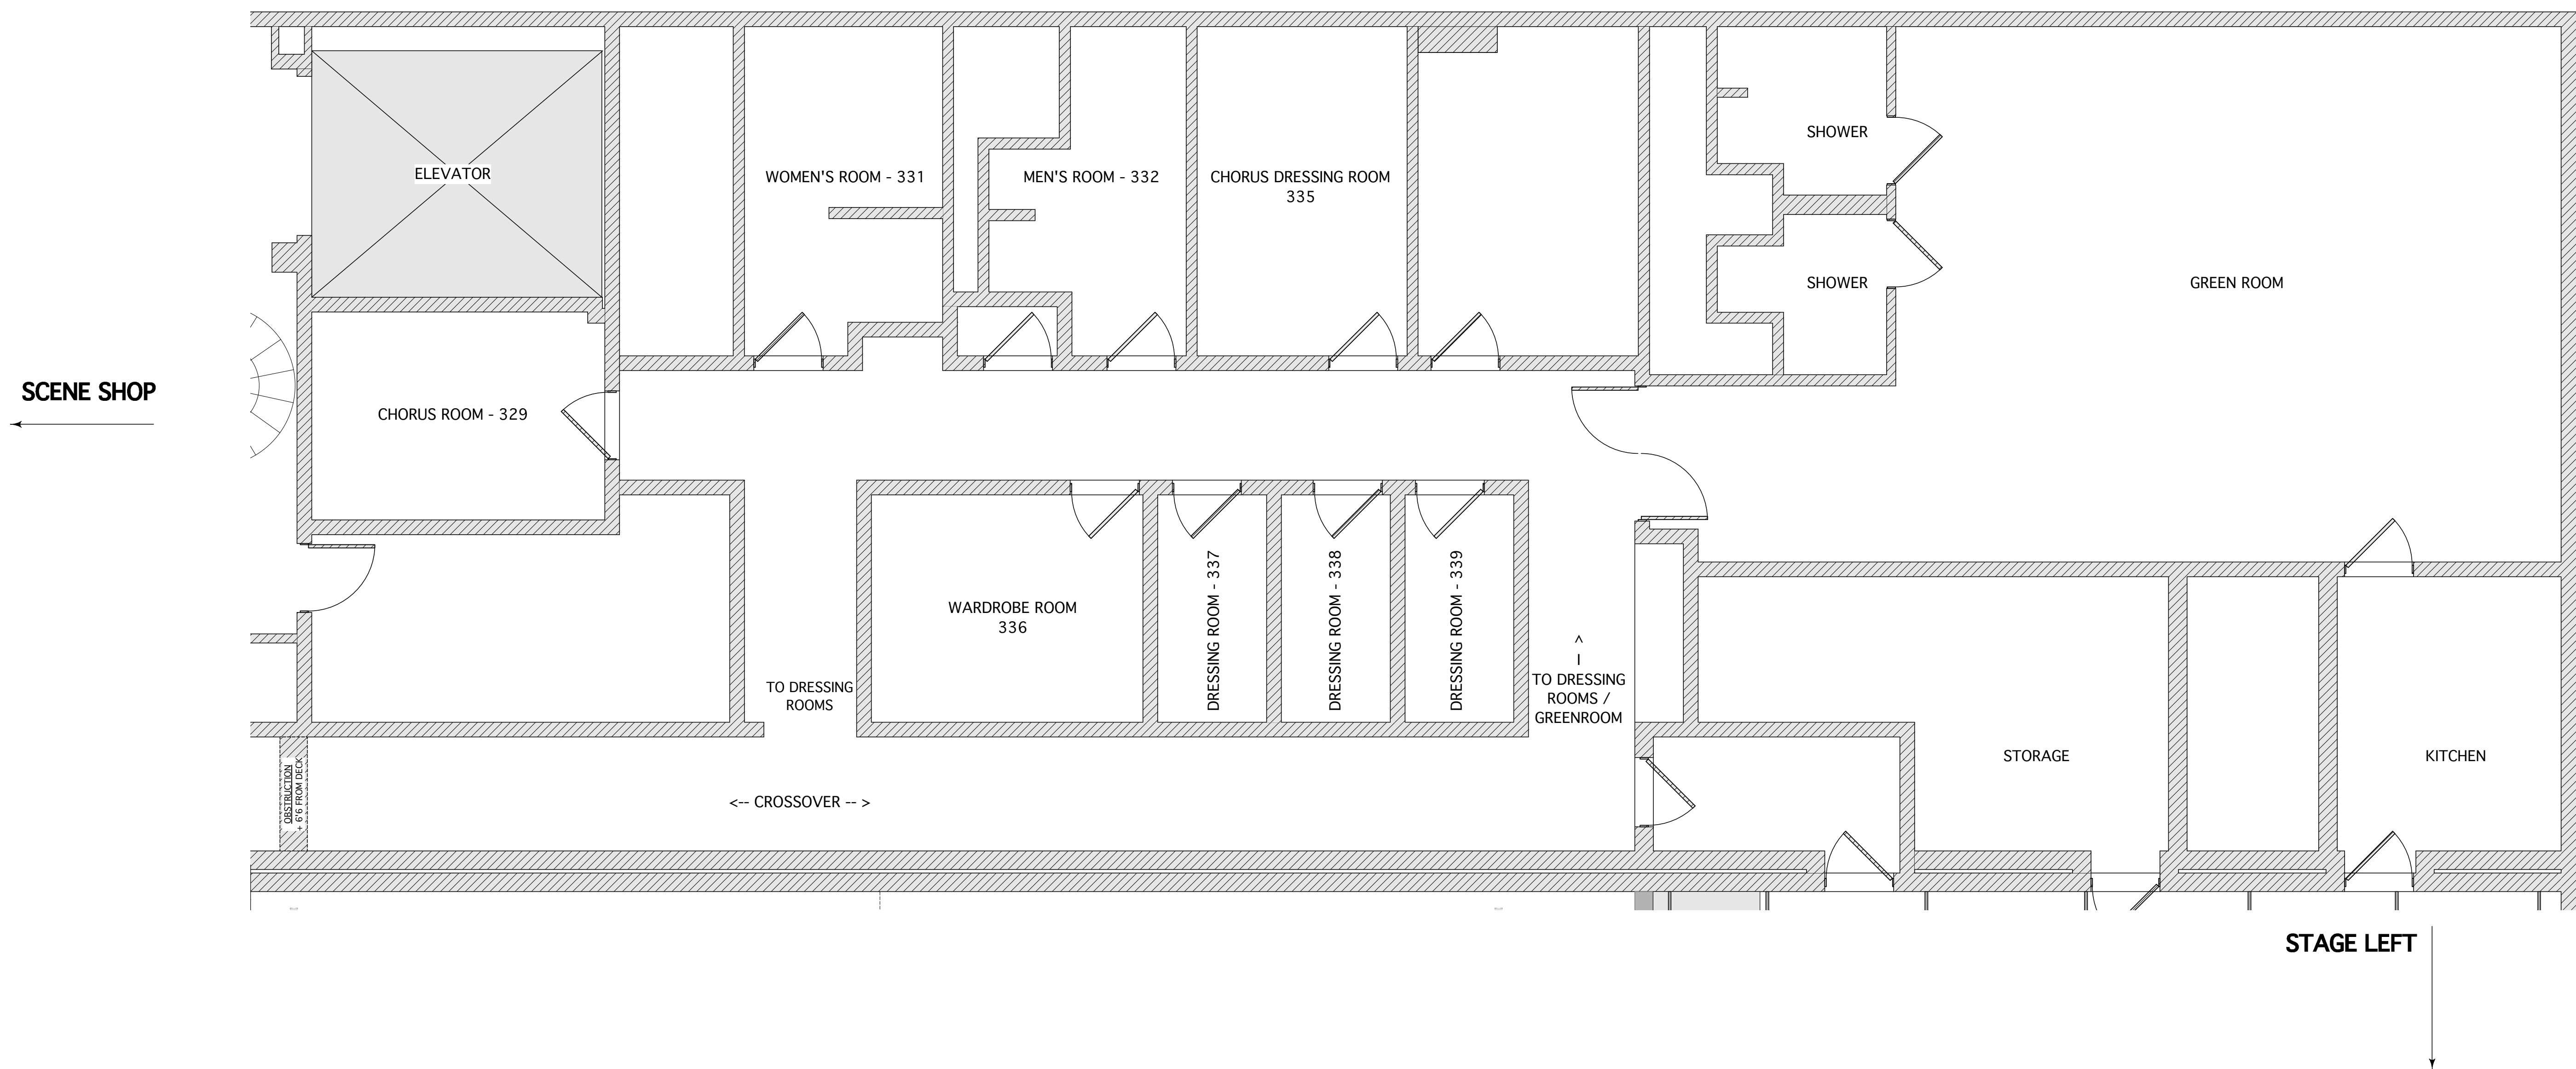 SHOWER
ELEVATOR
WOMEN'S ROOM - 331
MEN'S ROOM - 332
CHORUS DRESSING ROOM
335
SHOWER
GREEN ROOM
SCENE SHOP
CHORUS ROOM - 329
WARDROBE ROOM
336
DRESSING ROOM - 337
DRESSING ROOM - 338
DRESSING ROOM - 339
TO DRESSING
ROOMS
^
|
TO DRESSING
ROOMS /
GREENROOM
STORAGE
KITCHEN
OBSTRUCTION
+ 6'6 FROM DECK
<-- CROSSOVER -- >
STAGE LEFT